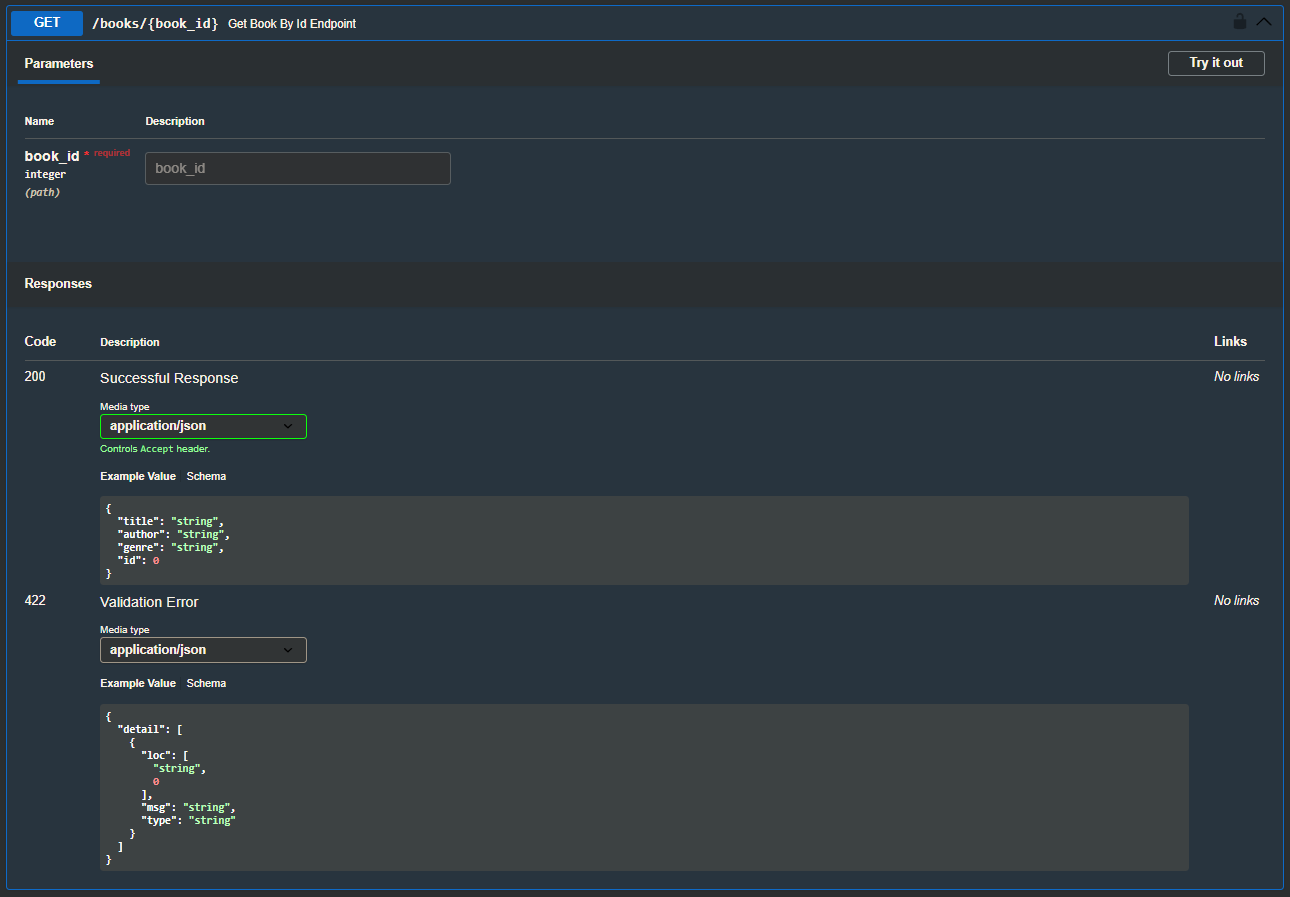 GET /books/{book_id} Get Book By Id Endpoint
Parameters Try it out
Name Description
book_id * required book_id
integer
(path)
Responses
Code Description Links
200 Successful Response No links
Media type
application/json
Controls Accept header.
Example Value Schema
{
  "title": "string",
  "author": "string",
  "genre": "string",
  "id": 0
}
422 Validation Error No links
Media type
application/json
Example Value Schema
{
  "detail": [
    {
      "loc": [
        "string",
        0
      ],
      "msg": "string",
      "type": "string"
    }
  ]
}